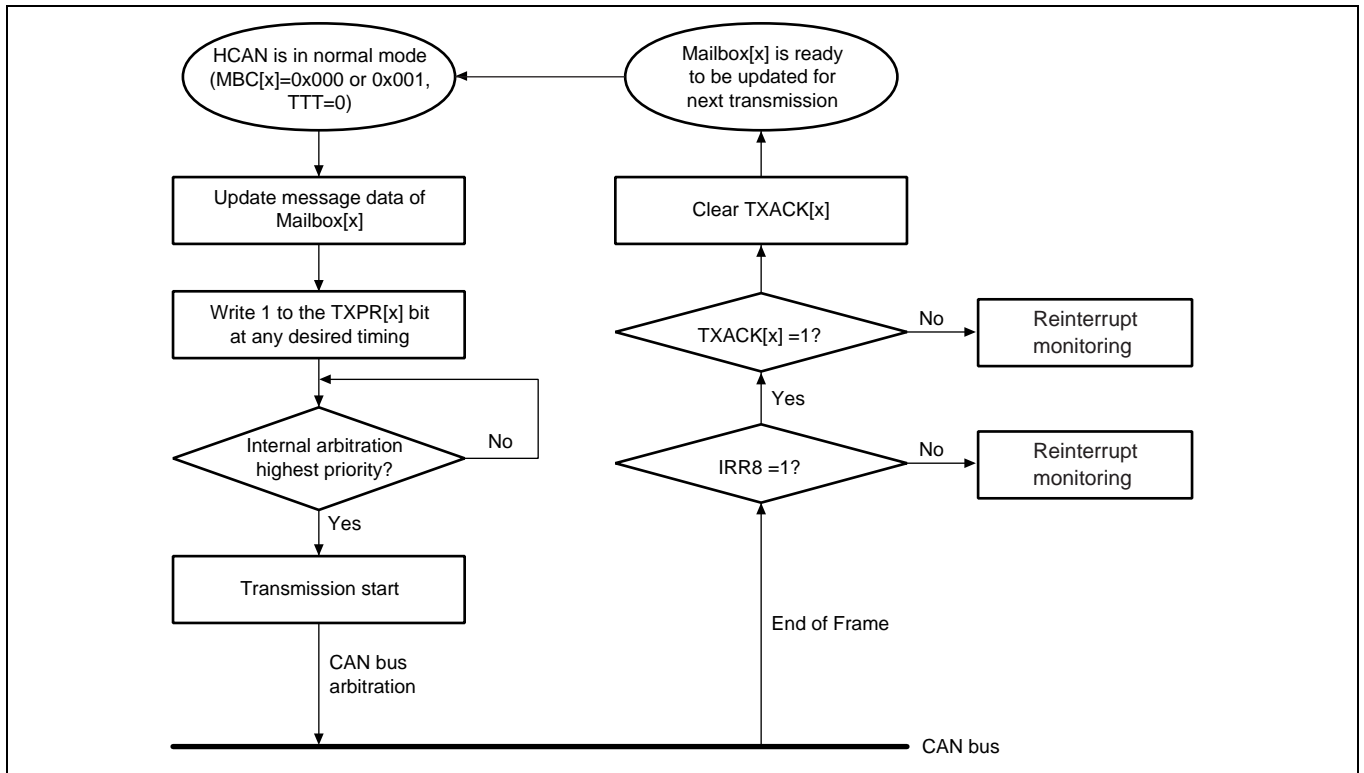 HCAN is in normal mode
(MBC[x]=0x000 or 0x001,
TTT=0)
Update message data of
Mailbox[x]
Write 1 to the TXPR[x] bit
at any desired timing
Internal arbitration
highest priority?
No
Yes
Transmission start
CAN bus
arbitration
Mailbox[x] is ready
to be updated for
next transmission
Clear TXACK[x]
TXACK[x] =1?
No
Reinterrupt
monitoring
Yes
IRR8 =1?
No
Reinterrupt
monitoring
End of Frame
CAN bus